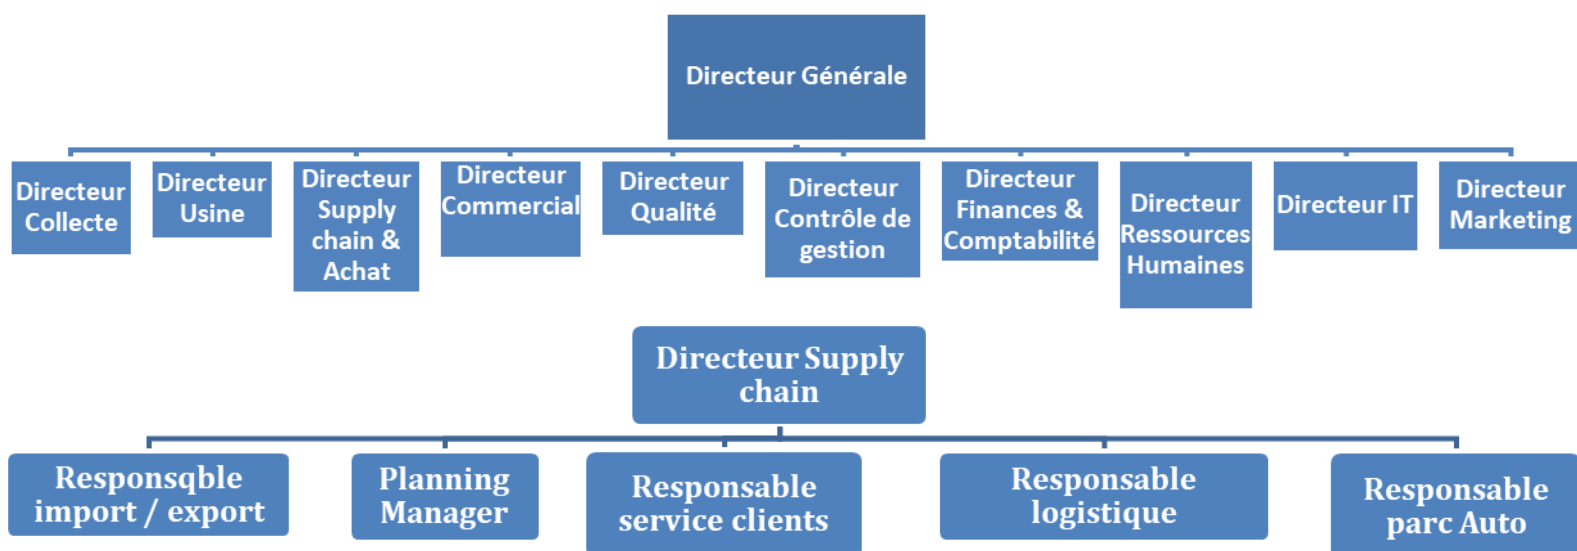 Directeur Générale
Directeur
Collecte
Directeur
Usine
Directeur
Supply
chain &
Achat
Directeur
Commercial
Directeur
Qualité
Directeur
Contrôle de
gestion
Directeur
Finances &
Comptabilité
Directeur
Ressources
Humaines
Directeur IT
Directeur
Marketing
Directeur Supply
chain
Responsqble
import / export
Planning
Manager
Responsable
service clients
Responsable
logistique
Responsable
parc Auto